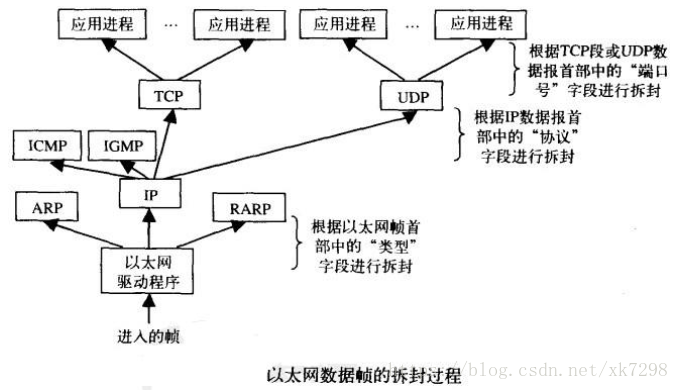 应用进程 ... 应用进程 应用进程 ... 应用进程
根据TCP段或UDP数
据报首部中的“端口
号”字段进行拆封
TCP
UDP
根据IP数据报首
部中的“协议”
字段进行拆封
ICMP IGMP
IP
ARP
RARP
根据以太网帧首
部中的“类型”
字段进行拆封
以太网
驱动程序
进入的帧
以太网数据帧的拆封过程
https://blog.csdn.net/xk7298